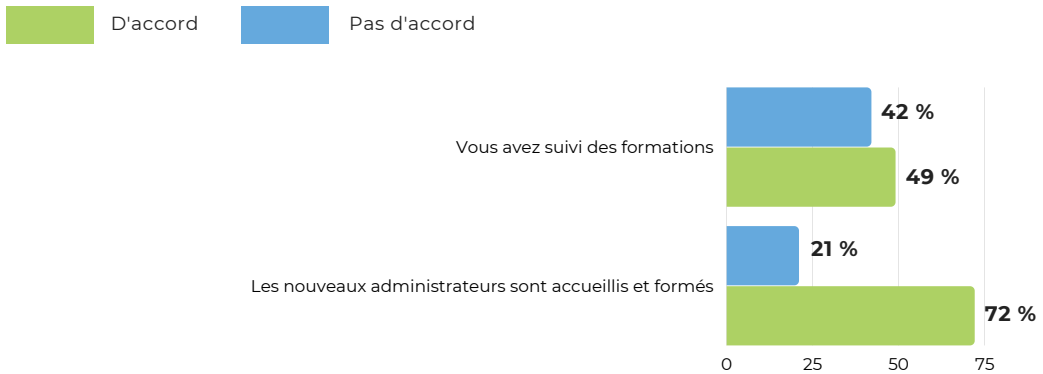 D'accord
Pas d'accord
42 %
Vous avez suivi des formations
49 %
21 %
Les nouveaux administrateurs sont accueillis et formés
72 %
0 25 50 75